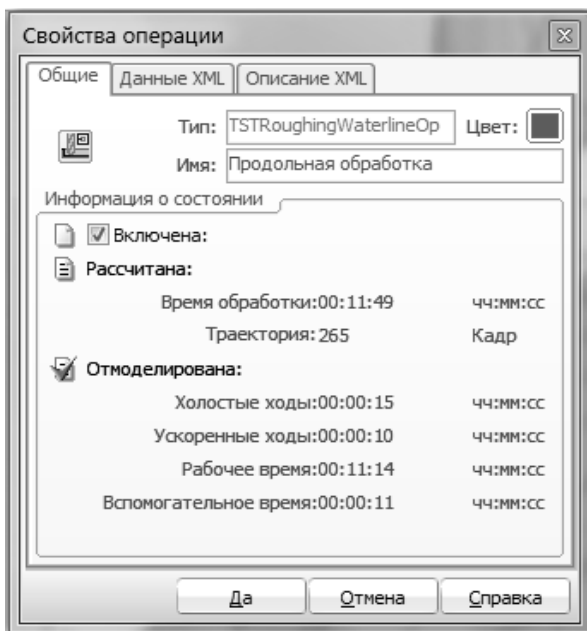 Свойства операции
Общие Данные XML Описание XML
Тип: TSTRoughingWaterlineOp Цвет:
Имя: Продольная обработка
Информация о состоянии
Включена:
Рассчитана:
Время обработки:00:11:49 чч:мм:сс
Траектория: 265 Кадр
Отмоделирована:
Холостые ходы:00:00:15 чч:мм:сс
Ускоренные ходы:00:00:10 чч:мм:сс
Рабочее время:00:11:14 чч:мм:сс
Вспомогательное время:00:00:11 чч:мм:сс
Да Отмена Справка